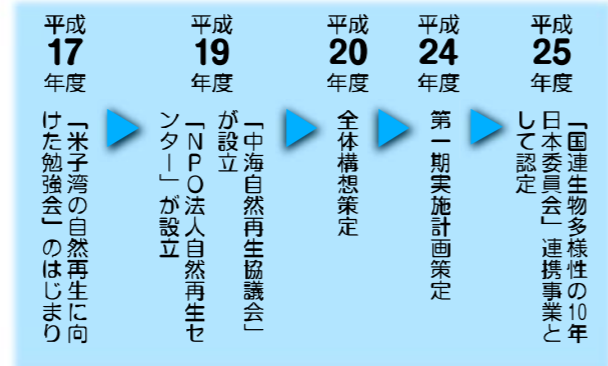 平成
17
年度
「米子湾の自然再生に向
けた勉強会」のはじまり
平成
19
年度
「中海自然再生協議会」
が設立
「NPO法人自然再生セ
ンター」が設立
平成
20
年度
全体構想策定
平成
24
年度
第一期実施計画策定
平成
25
年度
「国連生物多様性の10年
日本委員会」連携事業と
して認定